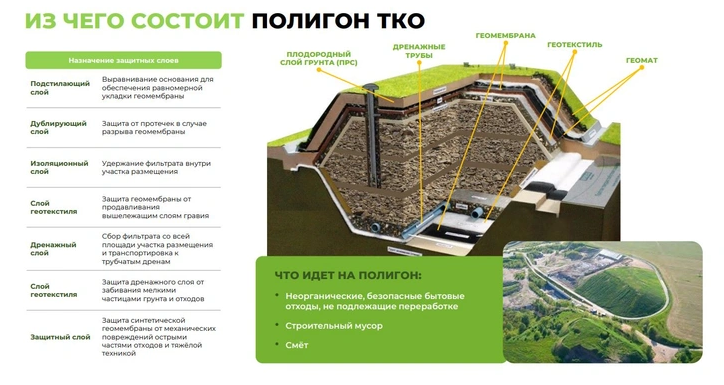 ИЗ ЧЕГО СОСТОИТ ПОЛИГОН ТКО
Назначение защитных слоев
Подстилающий
слой
Выравнивание основания для
обеспечения равномерной
укладки геомембраны
Дублирующий
слой
Защита от протечек в случае
разрыва геомембраны
Изоляционный
слой
Удержание фильтрата внутри
участка размещения
Слой
геотекстиля
Защита геомембраны от
продавливания
вышележащим слоям гравия
Дренажный
слой
Сбор фильтрата со всей
площади участка размещения
и транспортировка к
трубчатым дренам
Слой
геотекстиля
Защита дренажного слоя от
забивания мелкими
частицами грунта и отходов
Защитный слой
Защита синтетической
геомембраны от механических
повреждений острыми
частями отходов и тяжёлой
техникой
ПЛОДОРОДНЫЙ
СЛОЙ ГРУНТА (ПРС)
ДРЕНАЖНЫЕ
ТРУБЫ
ГЕОМЕМБРАНА
ГЕОТЕКСТИЛЬ
ГЕОМАТ
ЧТО ИДЕТ НА ПОЛИГОН:
• Неорганические, безопасные бытовые
отходы, не подлежащие переработке
• Строительный мусор
• Смёт